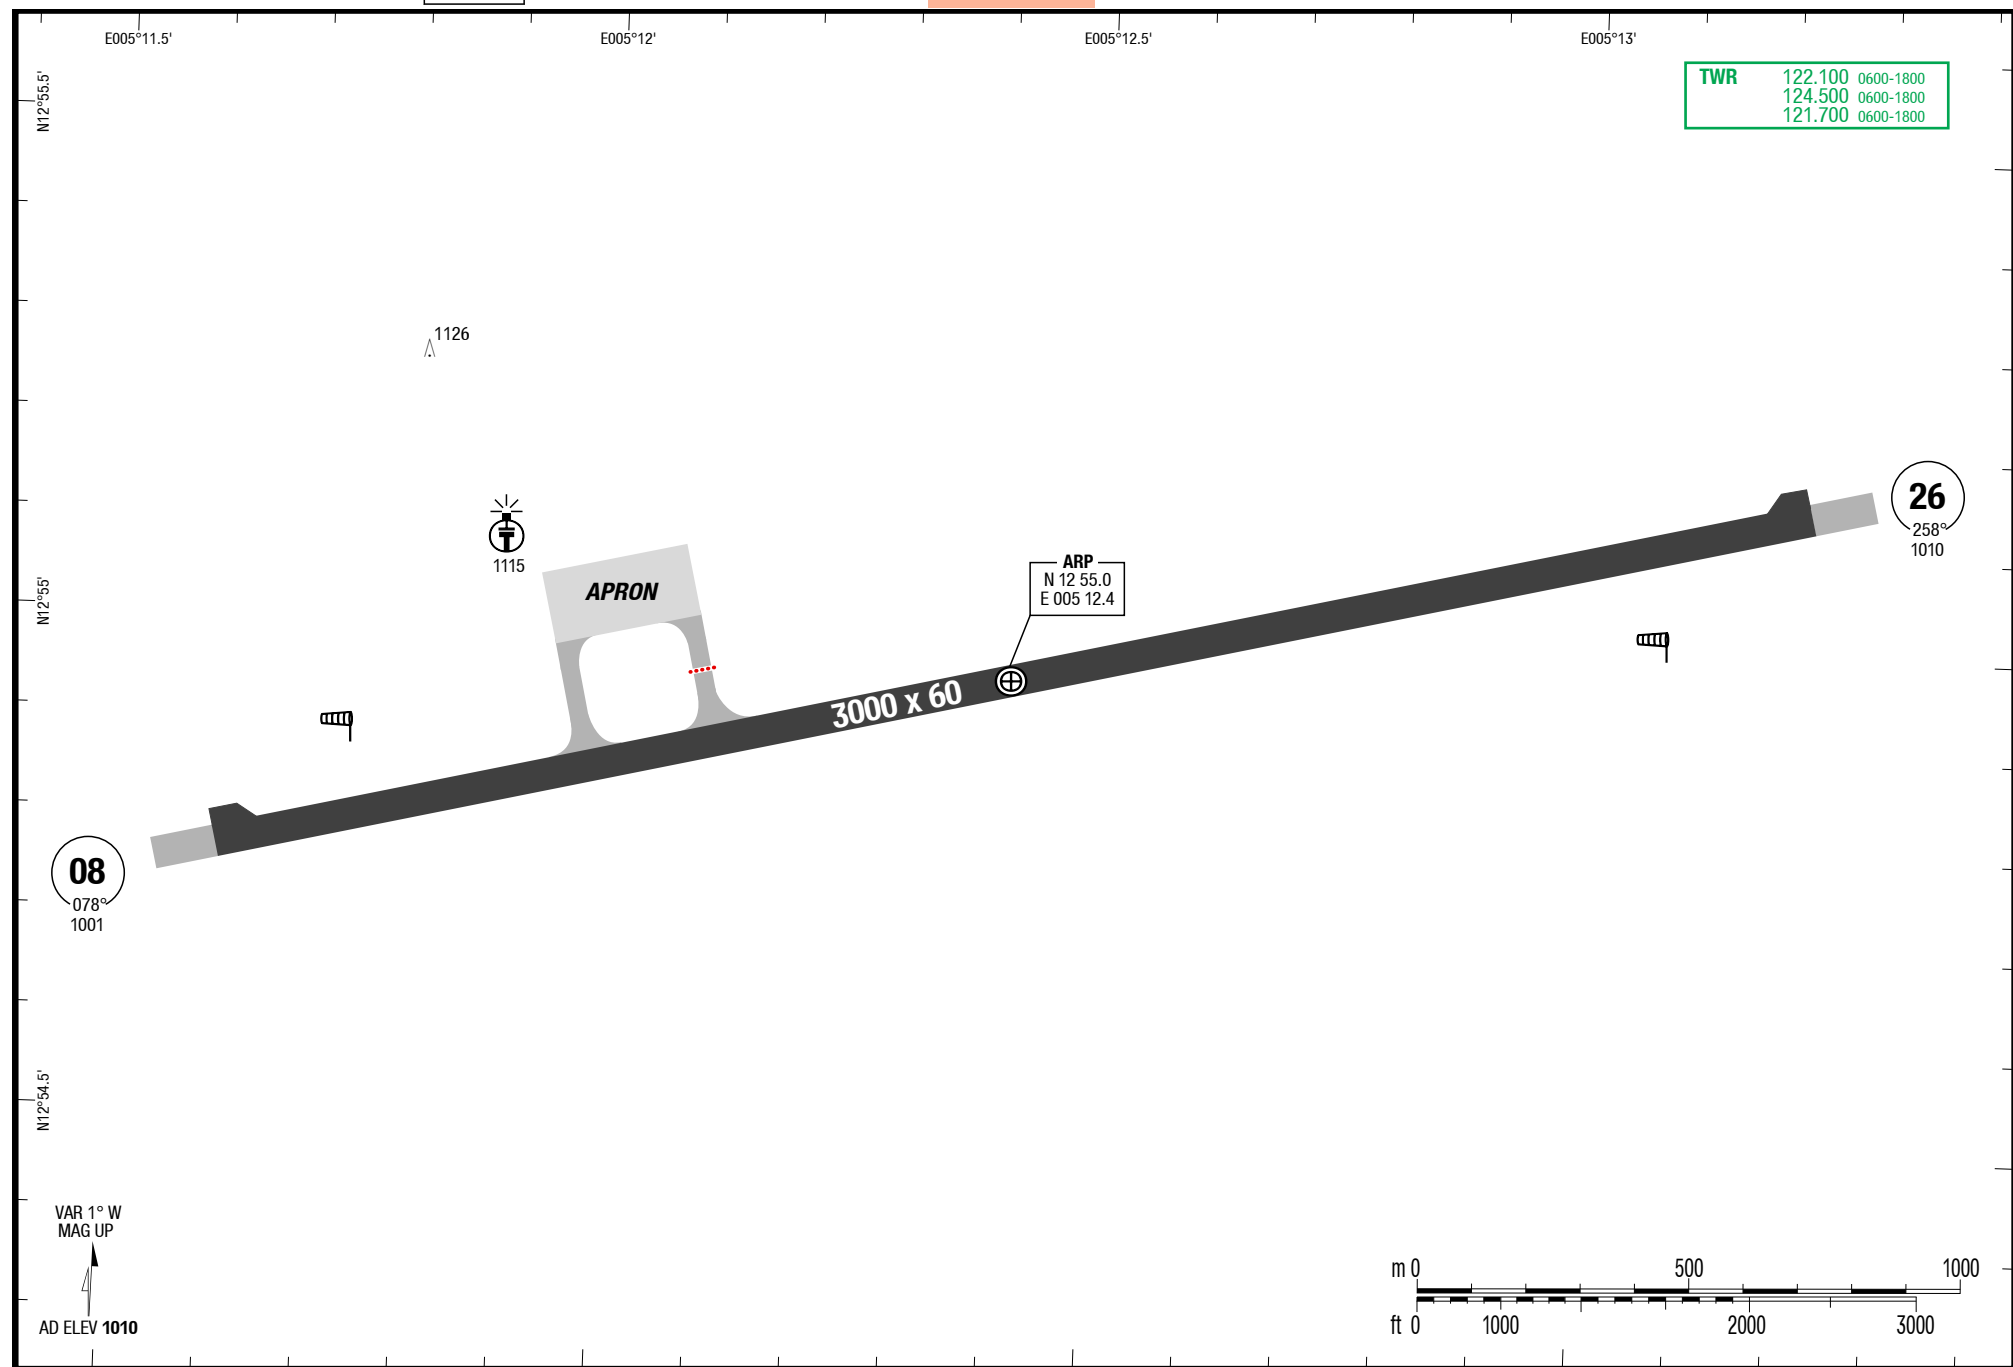 E005°11.5'
E005°12'
E005°12.5'
E005°13'
N12°55.5'
TWR 122.100 0600-1800
124.500 0600-1800
121.700 0600-1800
1126
1115
APRON
N12°55'
ARP
N 12 55.0
E 005 12.4
26
258°
1010
3000 x 60
08
078°
1001
N12°54.5'
VAR 1° W
MAG UP
AD ELEV 1010
m 0 500 1000
ft 0 1000 2000 3000